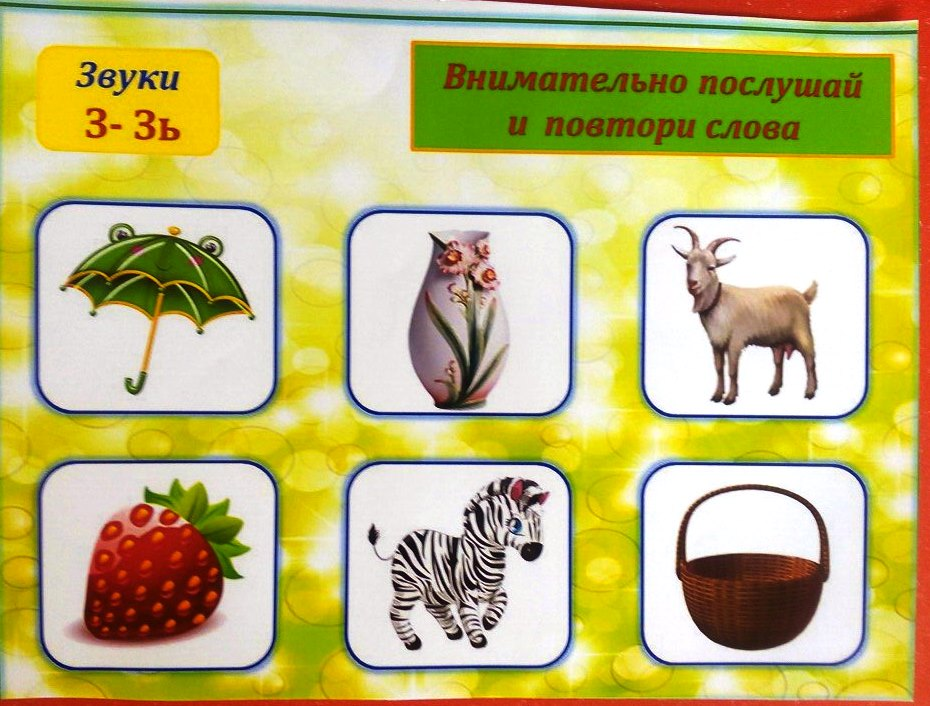 Звуки
З- Зь
Внимательно послушай
и повтори слова